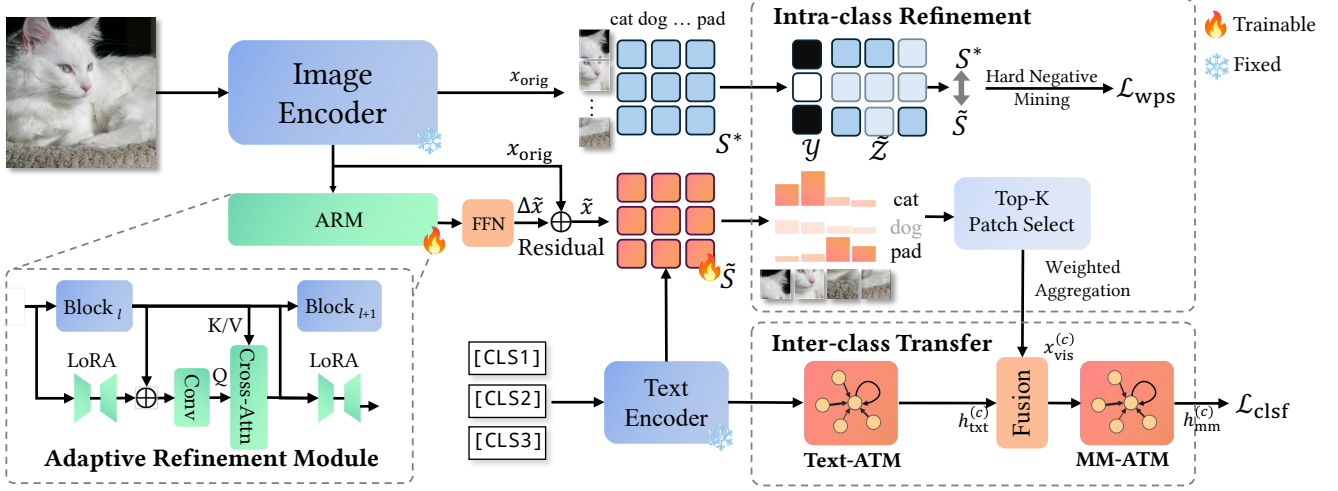 Intra-class Refinement
Trainable
Fixed
cat dog … pad
Image
Encoder
x_orig
S*
𝒴
𝒵̃
S*
S̃
Hard Negative
Mining
ℒ_wps
x_orig
ARM
FFN
Δx̃
x̃
Residual
S̃
cat
dog
pad
Top-K
Patch Select
Weighted
Aggregation
Block_l
Block_{l+1}
K/V
LoRA
LoRA
Conv
Q
Cross-Attn
Adaptive Refinement Module
[CLS1]
[CLS2]
[CLS3]
Text
Encoder
Inter-class Transfer
x_vis^(c)
h_txt^(c)
Fusion
h_mm^(c)
ℒ_clsf
Text-ATM
MM-ATM